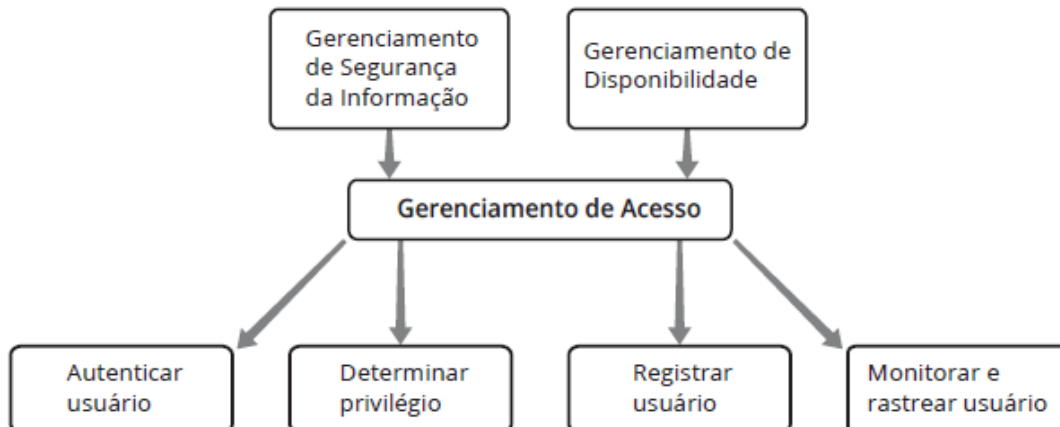 Gerenciamento
de Segurança
da Informação
Gerenciamento de
Disponibilidade
Gerenciamento de Acesso
Autenticar
usuário
Determinar
privilégio
Registrar
usuário
Monitorar e
rastrear usuário